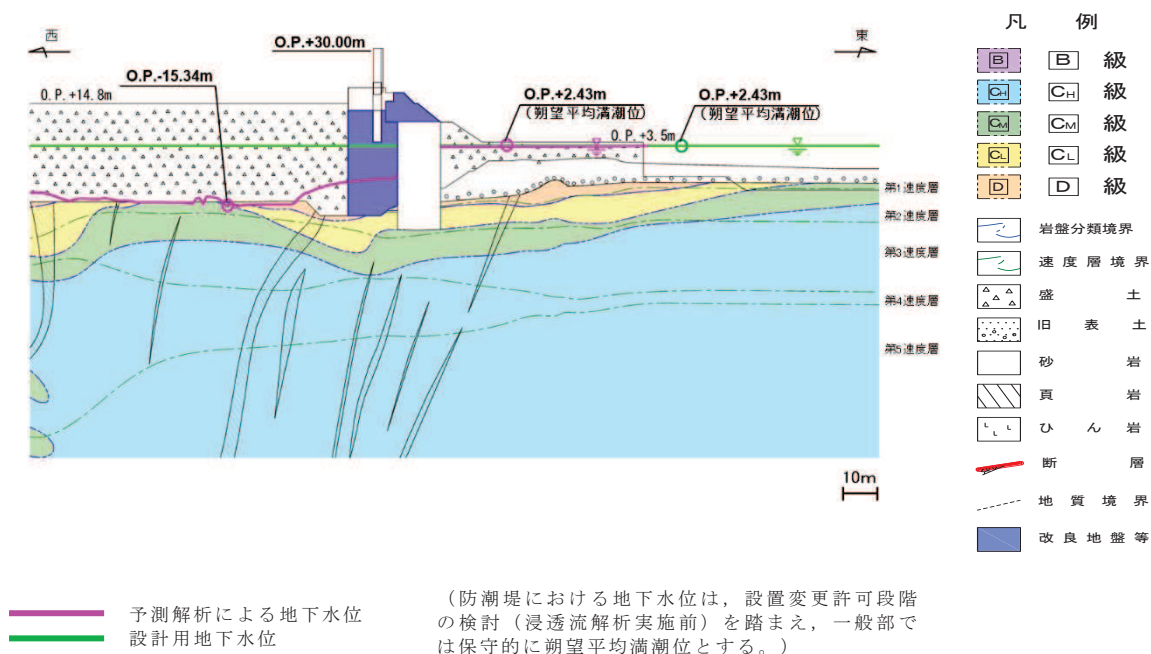 西
東
O.P.+30.00m
O.P.-15.34m
O.P.+14.8m
O.P.+2.43m
(朔望平均満潮位)
O.P.+2.43m
(朔望平均満潮位)
O.P.+3.5m
第1速度層
第2速度層
第3速度層
第4速度層
第5速度層
10m
凡 例
B B 級
CH CH 級
CM CM 級
CL CL 級
D D 級
岩盤分類境界
速度層境界
盛 土
旧 表 土
砂 岩
頁 岩
ひ ん 岩
断 層
地 質 境 界
改 良 地 盤 等
予測解析による地下水位
設計用地下水位
(防潮堤における地下水位は,設置変更許可段階
の検討(浸透流解析実施前)を踏まえ,一般部で
は保守的に朔望平均満潮位とする。)